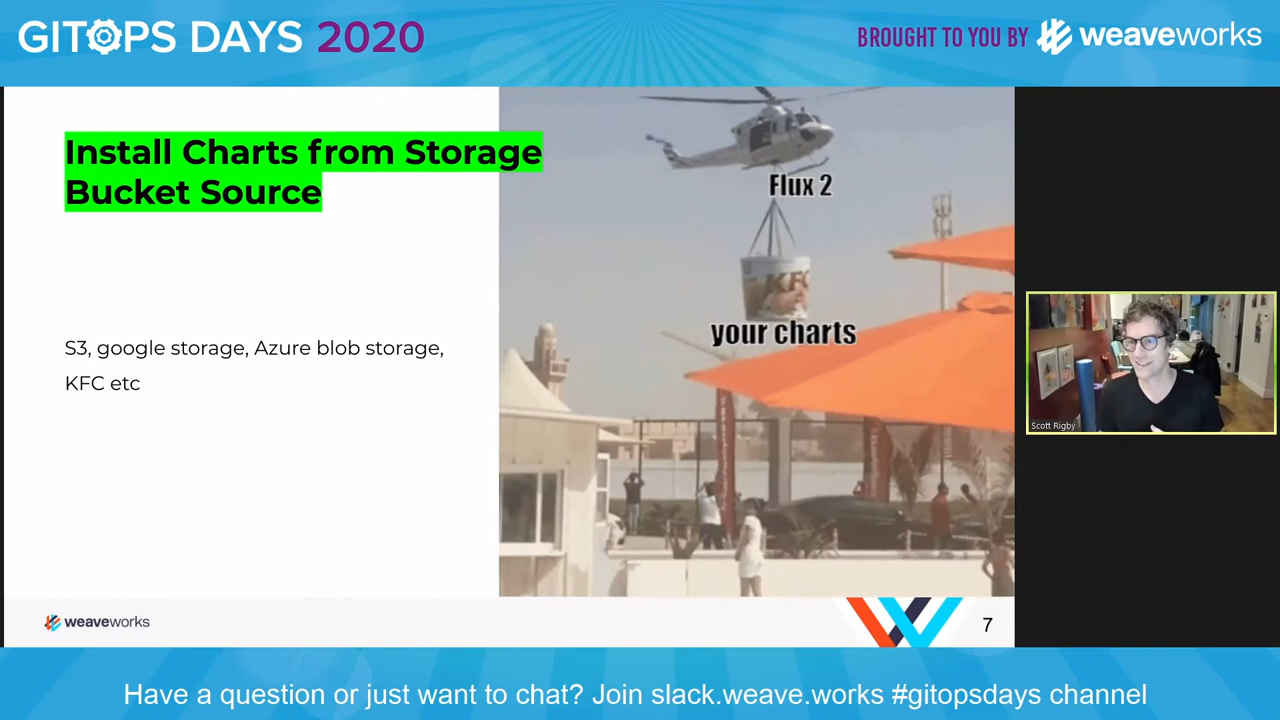 GITOPS DAYS 2020
BROUGHT TO YOU BY weaveworks
Install Charts from Storage
Bucket Source
Flux 2
KFC
your charts
S3, google storage, Azure blob storage,
KFC etc
Scott Rigby
weaveworks
7
Have a question or just want to chat? Join slack.weave.works #gitopsdays channel